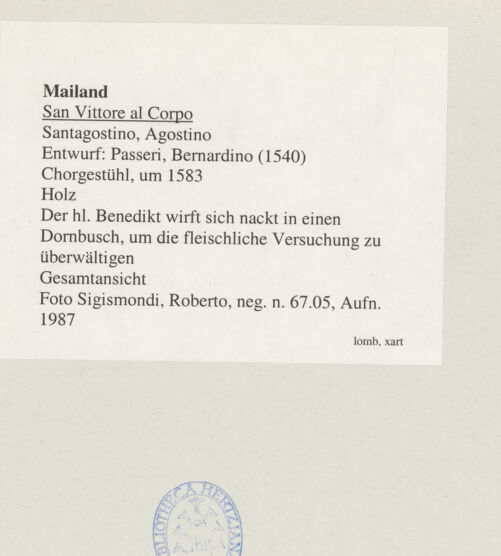 Mailand
San Vittore al Corpo
Santagostino, Agostino
Entwurf: Passeri, Bernardino (1540)
Chorgestühl, um 1583
Holz
Der hl. Benedikt wirft sich nackt in einen
Dornbusch, um die fleischliche Versuchung zu
überwältigen
Gesamtansicht
Foto Sigismondi, Roberto, neg. n. 67.05, Aufn.
1987
lomb, xart
BLIOTHECA HERTZIAN